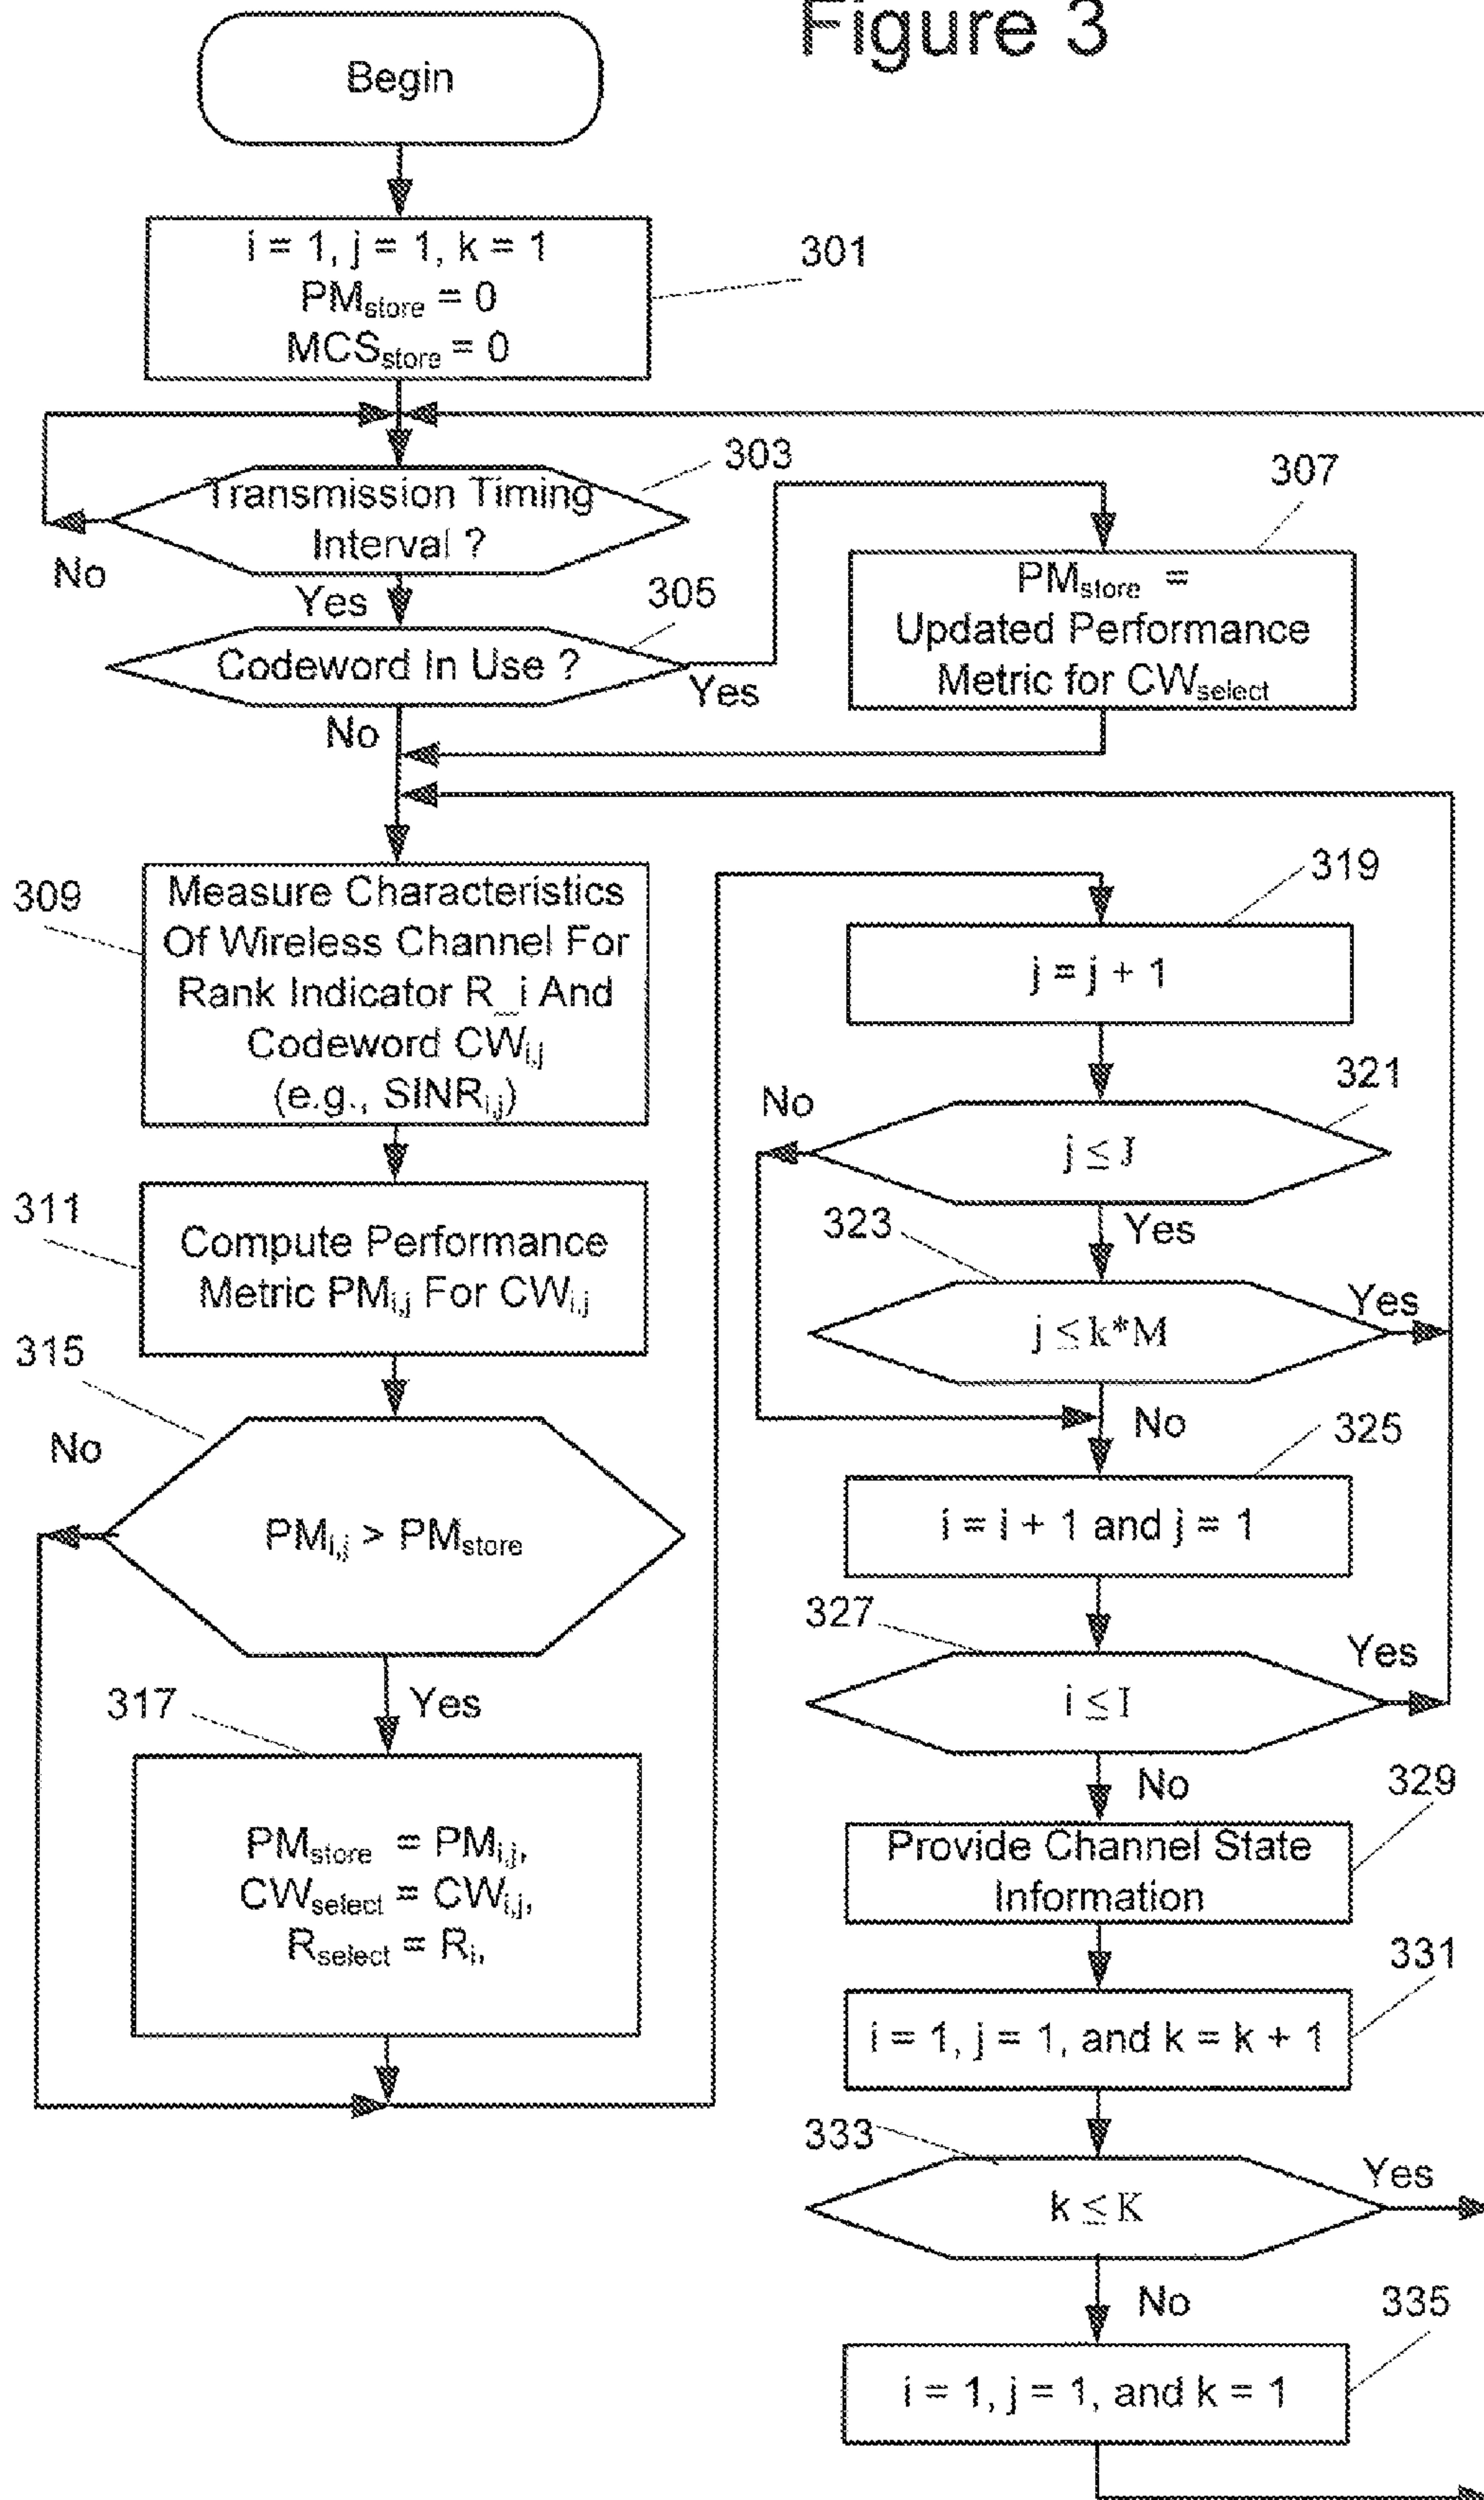 Figure 3
Begin
i = 1, j = 1, k = 1
PMstore = 0
MCSstore = 0
301
Transmission Timing
Interval ?
303
No
Yes
Codeword In Use ?
305
Yes
No
307
PMstore =
Updated Performance
Metric for CWselect
309
Measure Characteristics
Of Wireless Channel For
Rank Indicator R_i And
Codeword CWi,j
(e.g., SINRi,j)
311
Compute Performance
Metric PMi,j For CWi,j
315
No
PMi,j > PMstore
Yes
317
PMstore = PMi,j,
CWselect = CWi,j,
Rselect = Ri,
319
j = j + 1
321
No
j ≤ J
Yes
323
j ≤ k*M
Yes
No
325
i = i + 1 and j = 1
327
i ≤ I
Yes
No
329
Provide Channel State
Information
331
i = 1, j = 1, and k = k + 1
333
k ≤ K
Yes
No
335
i = 1, j = 1, and k = 1